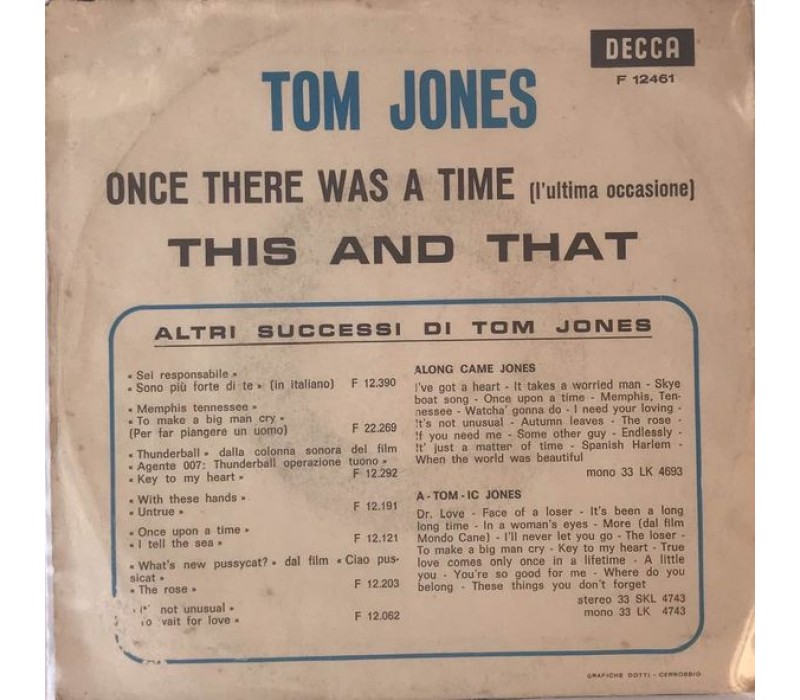 DECCA
F 12461
TOM JONES
ONCE THERE WAS A TIME (l'ultima occasione)
THIS AND THAT
ALTRI SUCCESSI DI TOM JONES
« Sei responsabile »
« Sono più forte di te » (in italiano) F 12.390
« Memphis tennessee »
« To make a big man cry »
(Per far piangere un uomo) F 22.269
« Thunderball » dalla colonna sonora del film
« Agente 007: Thunderball operazione tuono »
« Key to my heart » F 12.292
« With these hands »
« Untrue » F 12.191
« Once upon a time »
« I tell the sea » F 12.121
« What's new pussycat? » dal film « Ciao pus-
sicat »
« The rose » F 12.203
not unusual »
wait for love » F 12.062
ALONG CAME JONES
I've got a heart - It takes a worried man - Skye
boat song - Once upon a time - Memphis, Ten-
nessee - Watcha' gonna do - I need your loving -
It's not unusual - Autumn leaves - The rose -
If you need me - Some other guy - Endlessly -
It' just a matter of time - Spanish Harlem -
When the world was beautiful
mono 33 LK 4693
A-TOM-IC JONES
Dr. Love - Face of a loser - It's been a long
long time - In a woman's eyes - More (dal film
Mondo Cane) - I'll never let you go - The loser -
To make a big man cry - Key to my heart - True
love comes only once in a lifetime - A little
you - You're so good for me - Where do you
belong - These things you don't forget
stereo 33 SKL 4743
mono 33 LK 4743
GRAFICHE DOTTI - CERNOBBIO